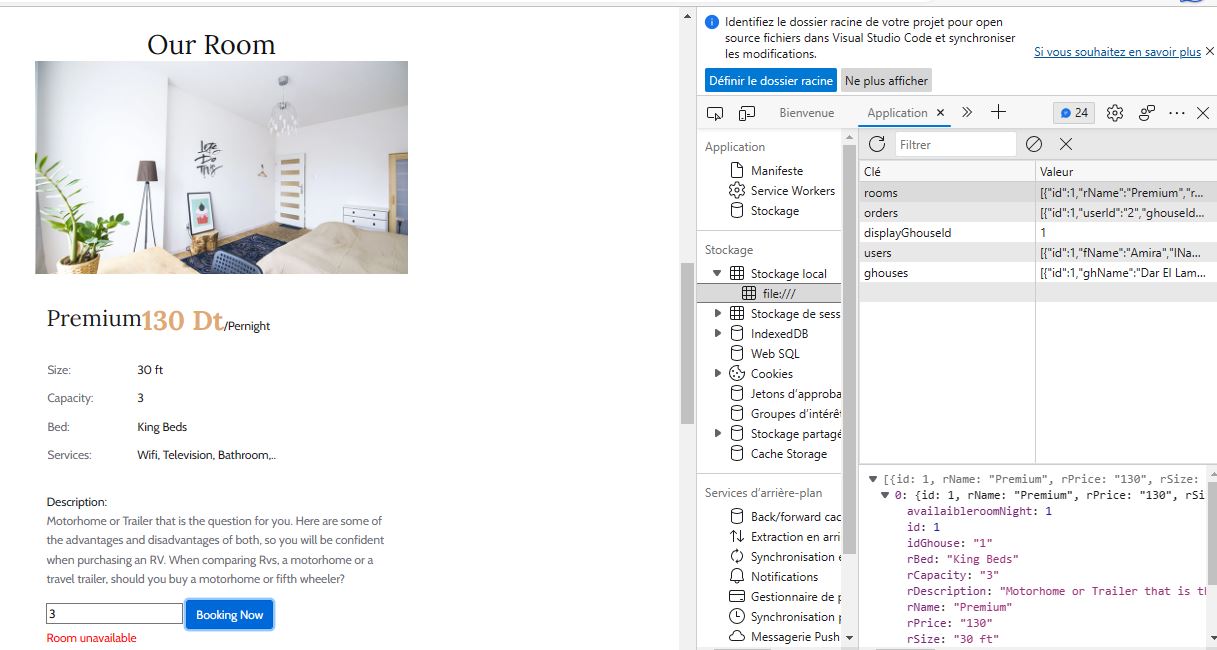 Our Room
Lets
Do
This
Premium130 Dt/Pernight
Size: 30 ft
Capacity: 3
Bed: King Beds
Services: Wifi, Television, Bathroom,..
Description:
Motorhome or Trailer that is the question for you. Here are some of
the advantages and disadvantages of both, so you will be confident
when purchasing an RV. When comparing Rvs, a motorhome or a
travel trailer, should you buy a motorhome or fifth wheeler?
3 Booking Now
Room unavailable
Identifiez le dossier racine de votre projet pour open
source fichiers dans Visual Studio Code et synchroniser
les modifications.
Si vous souhaitez en savoir plus
Définir le dossier racine Ne plus afficher
Bienvenue Application 24
Application
Manifeste
Service Workers
Stockage
Stockage
Stockage local
file:///
Stockage de sess
IndexedDB
Web SQL
Cookies
Jetons d'approba
Groupes d'intérêt
Stockage partagé
Cache Storage
Services d'arrière-plan
Back/forward cac
Extraction en arri
Synchronisation e
Notifications
Gestionnaire de p
Synchronisation p
Messagerie Push
Filtrer
Clé Valeur
rooms [{"id":1,"rName":"Premium","r...
orders [{"id":1,"userId":"2","ghouseId...
displayGhouseId 1
users [{"id":1,"fName":"Amira","lNa...
ghouses [{"id":1,"ghName":"Dar El Lam...
[{id: 1, rName: "Premium", rPrice: "130", rSize:
0: {id: 1, rName: "Premium", rPrice: "130", rSi
availaibleroomNight: 1
id: 1
idGhouse: "1"
rBed: "King Beds"
rCapacity: "3"
rDescription: "Motorhome or Trailer that is th
rName: "Premium"
rPrice: "130"
rSize: "30 ft"